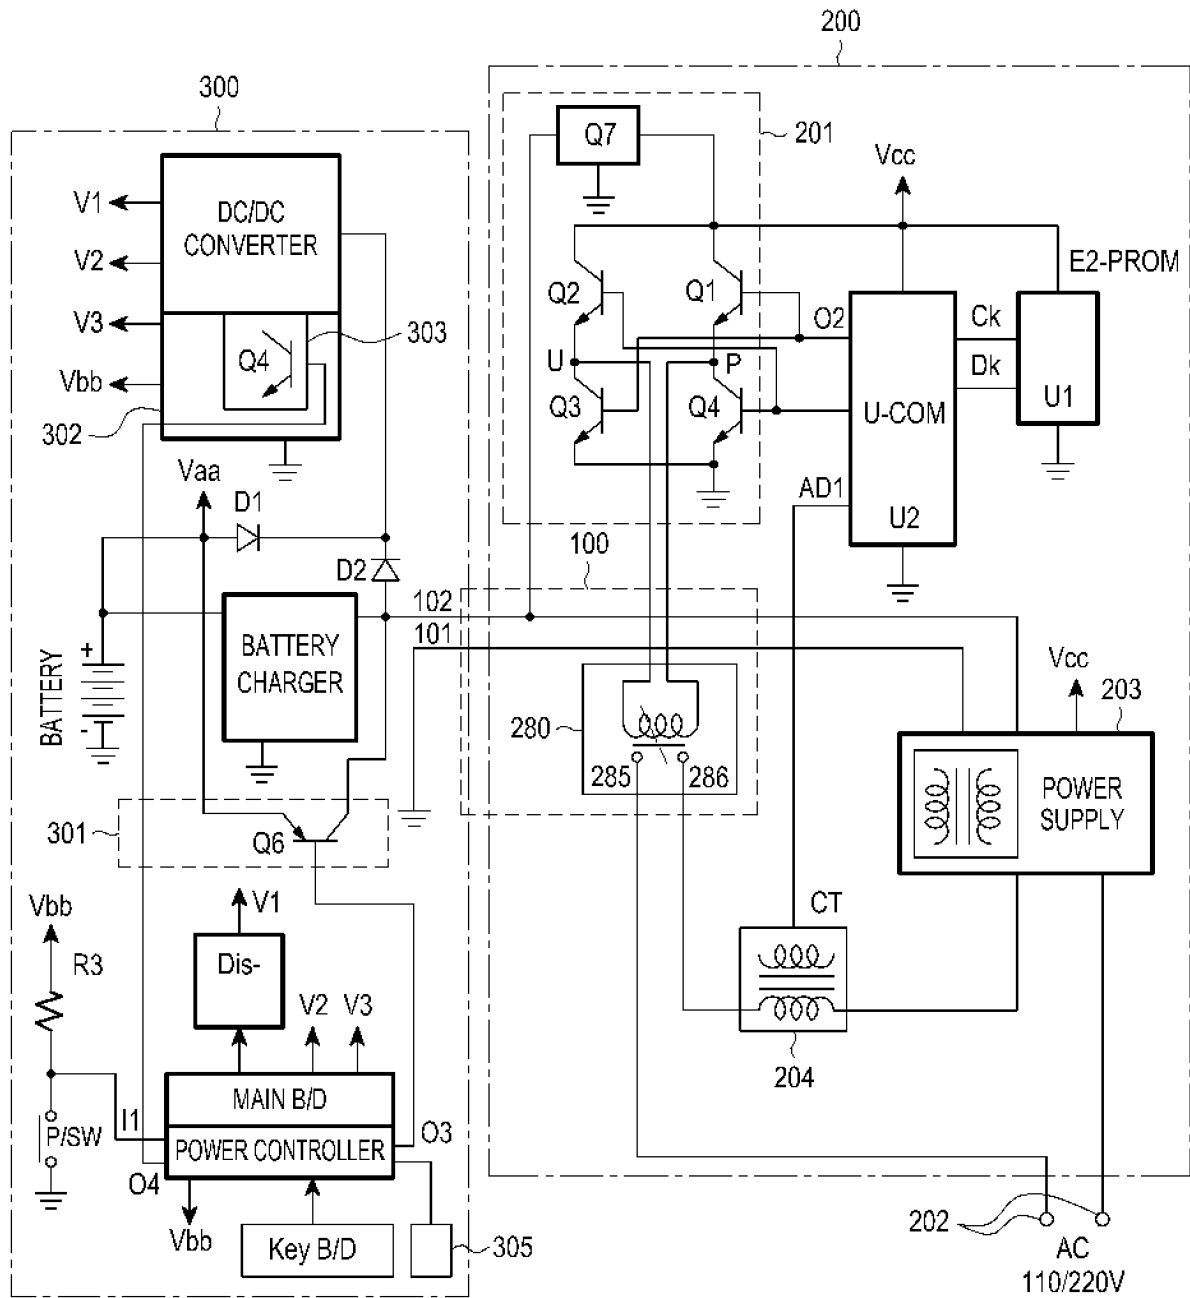 200
300
Q7
201
Vcc
V1
DC/DC
CONVERTER
V2
E2-PROM
Q2
Q1
V3
303
O2
Ck
Q4
U
P
Dk
Vbb
Q3
Q4
U-COM
U1
302
Vaa
AD1
D1
U2
100
D2
102
101
BATTERY
CHARGER
BATTERY
+
-
Vcc
203
280
285
286
POWER
SUPPLY
301
Q6
Vbb
V1
CT
R3
Dis-
V2
V3
204
MAIN B/D
I1
P/SW
O3
POWER CONTROLLER
O4
Vbb
202
Key B/D
305
AC
110/220V